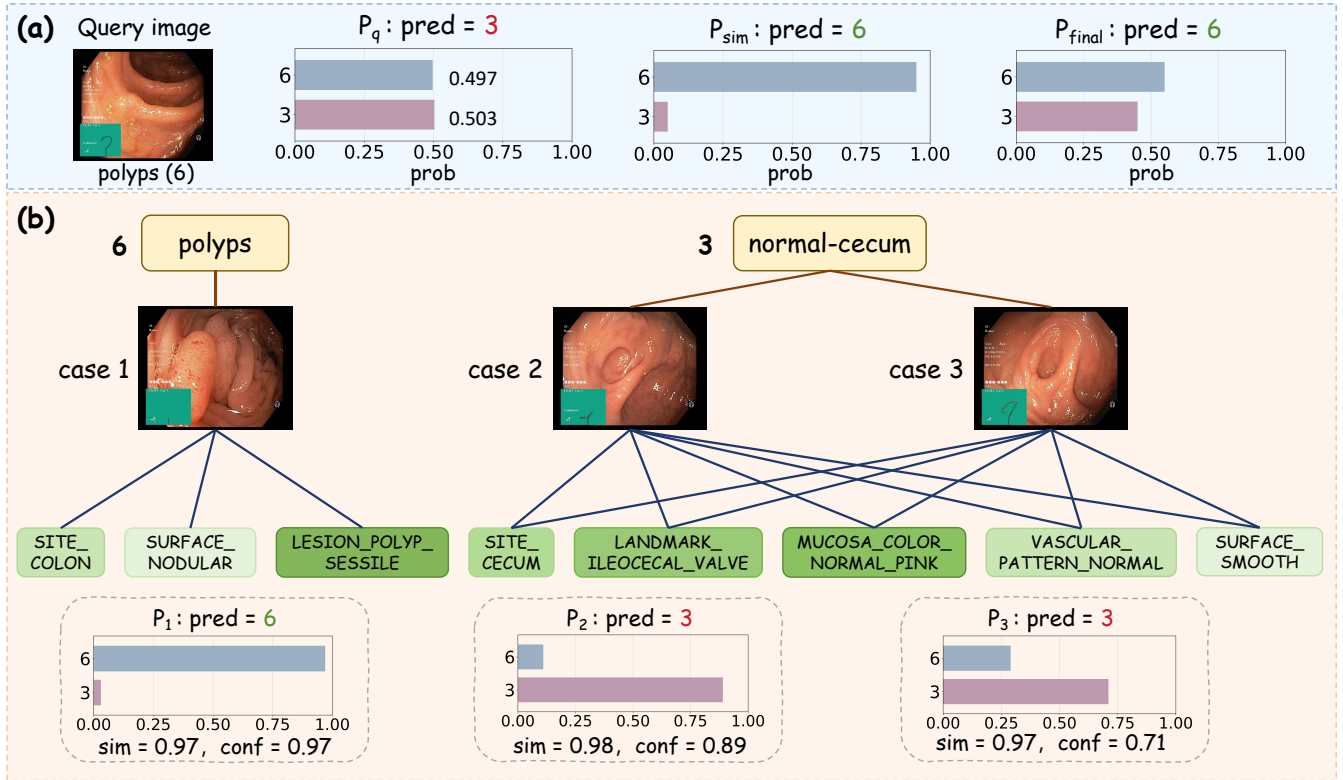 (a)
Query image
polyps (6)
P_q : pred = 3
6
0.497
3
0.503
0.00 0.25 0.50 0.75 1.00
prob
P_sim : pred = 6
6
3
0.00 0.25 0.50 0.75 1.00
prob
P_final : pred = 6
6
3
0.00 0.25 0.50 0.75 1.00
prob
(b)
6 polyps
3 normal-cecum
case 1
case 2
case 3
SITE_
COLON
SURFACE_
NODULAR
LESION_POLYP_
SESSILE
SITE_
CECUM
LANDMARK_
ILEOCECAL_VALVE
MUCOSA_COLOR_
NORMAL_PINK
VASCULAR_
PATTERN_NORMAL
SURFACE_
SMOOTH
P_1 : pred = 6
6
3
0.00 0.25 0.50 0.75 1.00
sim = 0.97, conf = 0.97
P_2 : pred = 3
6
3
0.00 0.25 0.50 0.75 1.00
sim = 0.98, conf = 0.89
P_3 : pred = 3
6
3
0.00 0.25 0.50 0.75 1.00
sim = 0.97, conf = 0.71